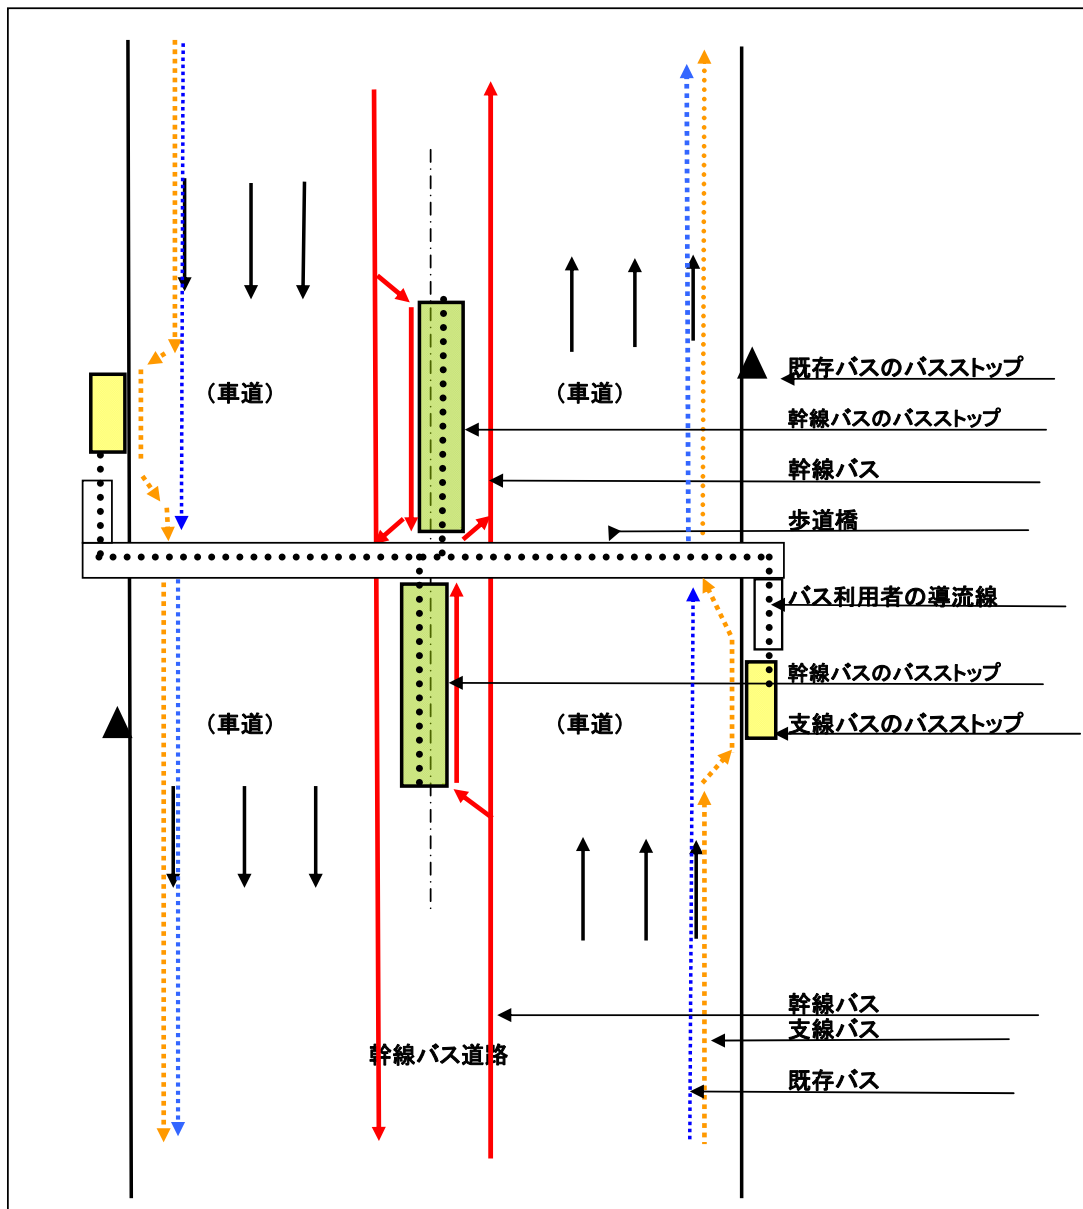 既存バスのバスストップ
（車道）
（車道）
幹線バスのバスストップ
幹線バス
歩道橋
バス利用者の導流線
幹線バスのバスストップ
（車道）
（車道）
支線バスのバスストップ
幹線バス
支線バス
幹線バス道路
既存バス